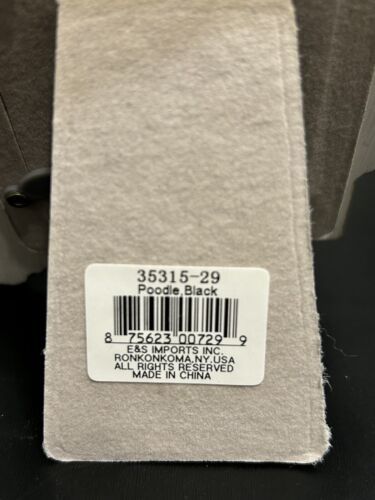 35315-29
Poodle,Black
8 75623 00729 9
E&S IMPORTS INC.
RONKONKOMA,NY.USA
ALL RIGHTS RESERVED
MADE IN CHINA